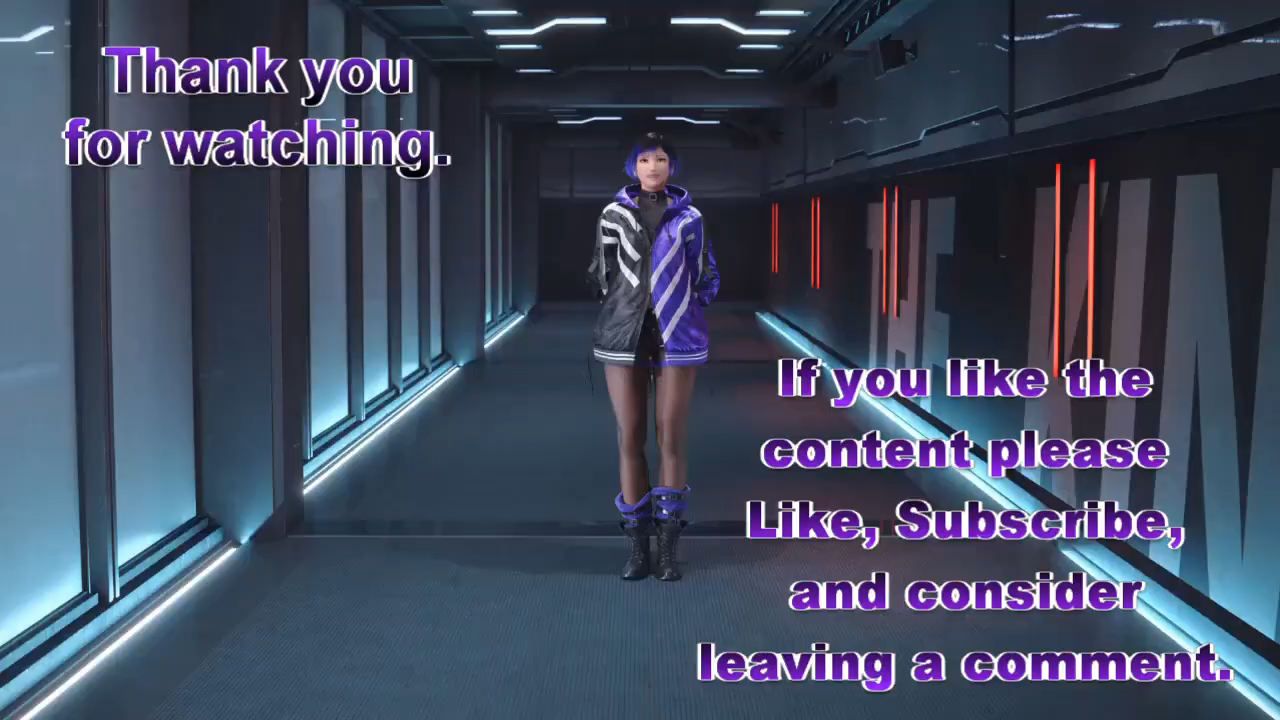 Thank you
for watching.
If you like the
content please
Like, Subscribe,
and consider
leaving a comment.